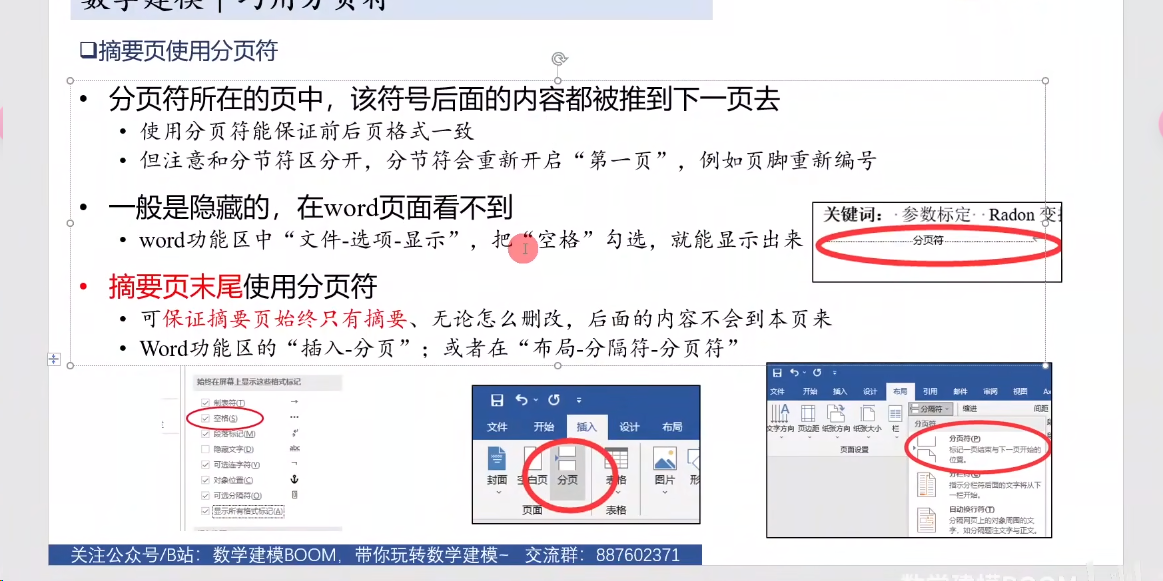 数学建模｜巧用分页符
❑摘要页使用分页符
• 分页符所在的页中，该符号后面的内容都被推到下一页去
• 使用分页符能保证前后页格式一致
• 但注意和分节符区分开，分节符会重新开启“第一页”，例如页脚重新编号
• 一般是隐藏的，在word页面看不到
• word功能区中“文件-选项-显示”，把“空格”勾选，就能显示出来
关键词：·参数标定··Radon 变
分页符
• 摘要页末尾使用分页符
• 可保证摘要页始终只有摘要、无论怎么删改，后面的内容不会到本页来
• Word功能区的“插入-分页”；或者在“布局-分隔符-分页符”
始终在屏幕上显示这些格式标记
制表符(T) →
空格(S) ···
段落标记(M)
隐藏文字(D) abc
可选连字符(Y) ¬
对象位置(C)
可选分隔符(O)
显示所有格式标记(A)
文件 开始 插入 设计 布局
封面 空白页 分页 表格 图片 形
页面 表格
文件 开始 插入 设计 布局 引用 邮件 审阅 视图
文字方向 页边距 纸张方向 纸张大小 栏
页面设置
分隔符 缩进 间距
分页符
分页符(P)
标记一页结束与下一页开始的
位置。
分栏符(C)
指示分栏符后面的文字将从下
一栏开始。
自动换行符(T)
分隔网页上的对象周围的文
字，如分隔题注文字与正文。
关注公众号/B站：数学建模BOOM，带你玩转数学建模~ 交流群：887602371
数学建模BOOM